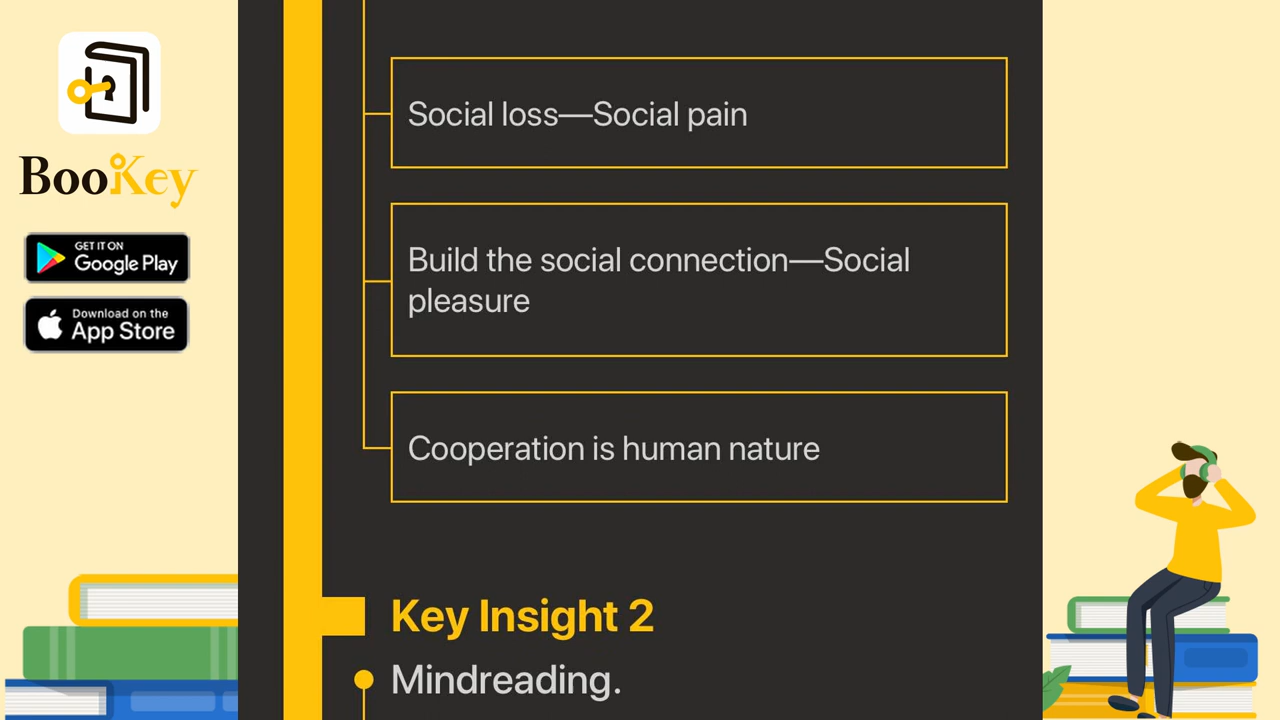 BooKey
GET IT ON
Google Play
Download on the
App Store
Social loss—Social pain
Build the social connection—Social
pleasure
Cooperation is human nature
Key Insight 2
Mindreading.